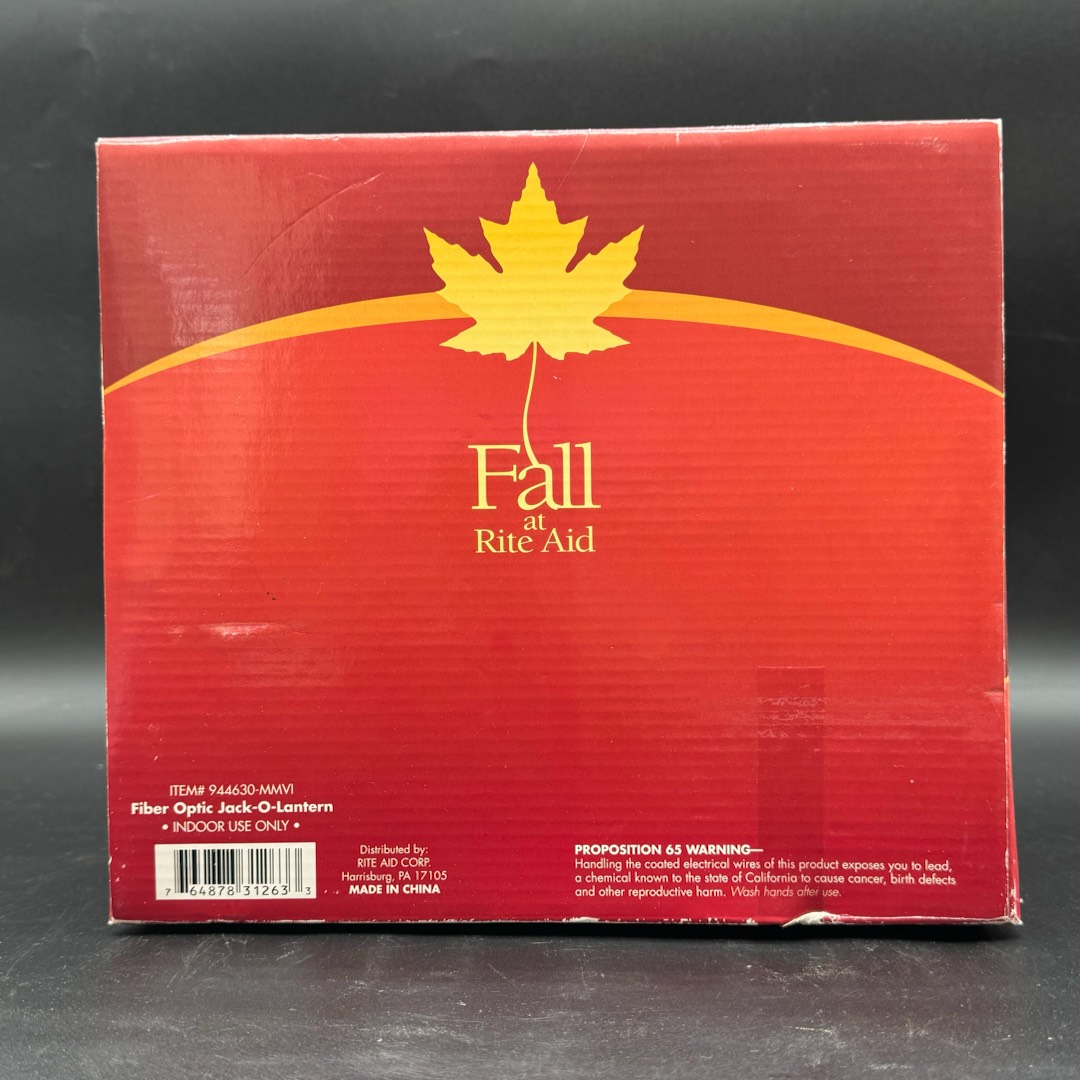 Fall
at
Rite Aid
ITEM# 944630-MMVI
Fiber Optic Jack-O-Lantern
• INDOOR USE ONLY •
7 64878 31263 3
Distributed by:
RITE AID CORP.
Harrisburg, PA 17105
MADE IN CHINA
PROPOSITION 65 WARNING—
Handling the coated electrical wires of this product exposes you to lead,
a chemical known to the state of California to cause cancer, birth defects
and other reproductive harm. Wash hands after use.